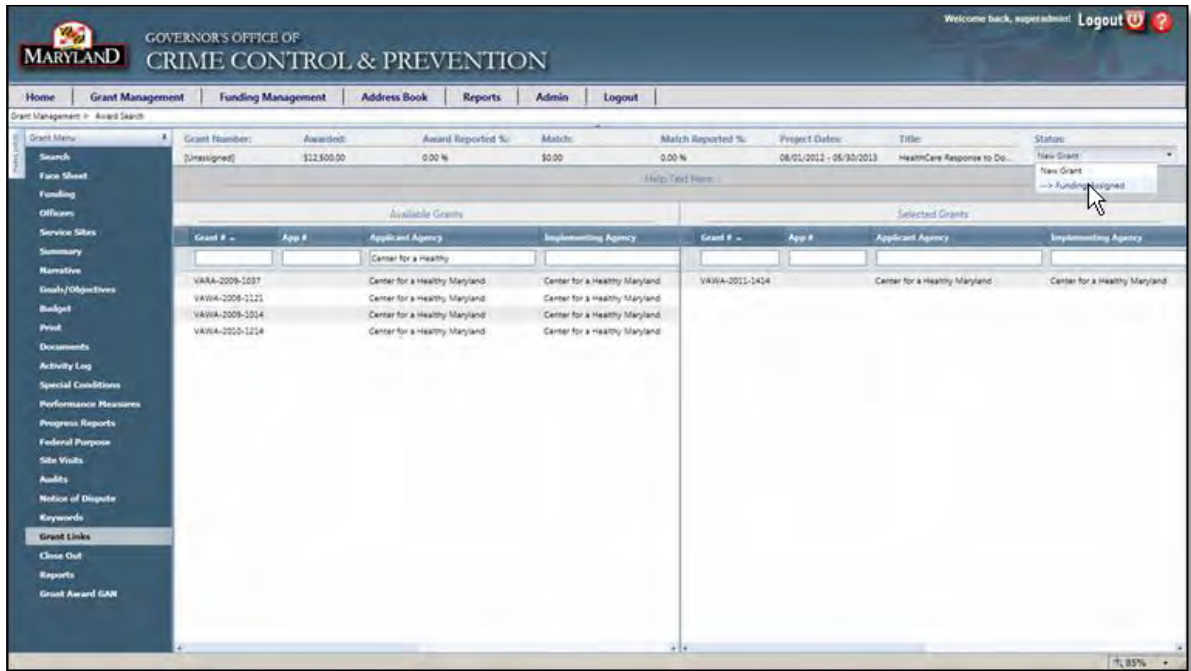 Welcome back, superadmin! Logout ?
MARYLAND
GOVERNOR'S OFFICE OF
CRIME CONTROL & PREVENTION
Home Grant Management Funding Management Address Book Reports Admin Logout
Grant Management > Award Search
Grant Menu
Search
Face Sheet
Funding
Officers
Service Sites
Summary
Narrative
Goals/Objectives
Budget
Print
Documents
Activity Log
Special Conditions
Performance Measures
Progress Reports
Federal Purpose
Site Visits
Audits
Notice of Dispute
Keywords
Grant Links
Close Out
Reports
Grant Award GAN
Grant Number: Awarded: Award Reported %: Match: Match Reported %: Project Dates: Title: Status:
[Unassigned] $12,500.00 0.00 % $0.00 0.00 % 06/01/2012 - 05/30/2013 HealthCare Response to Do... New Grant
New Grant
--> Funding Assigned
Help Text Here
Available Grants
Grant # App # Applicant Agency Implementing Agency
Center for a Healthy
VARA-2009-1037 Center for a Healthy Maryland Center for a Healthy Maryland
VAWA-2008-1121 Center for a Healthy Maryland Center for a Healthy Maryland
VAWA-2009-1014 Center for a Healthy Maryland Center for a Healthy Maryland
VAWA-2010-1214 Center for a Healthy Maryland Center for a Healthy Maryland
Selected Grants
Grant # App # Applicant Agency Implementing Agency
VAWA-2011-1414 Center for a Healthy Maryland Center for a Healthy Maryland
85%